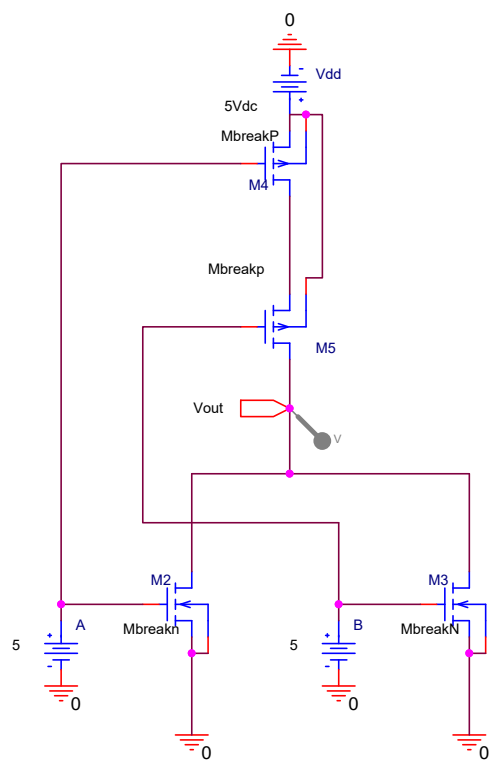 0
-
Vdd
+
5Vdc
MbreakP
M4
Mbreakp
M5
Vout
V
M2
M3
A
B
+
Mbreakn
+
MbreakN
5
5
-
-
0
0
0
0